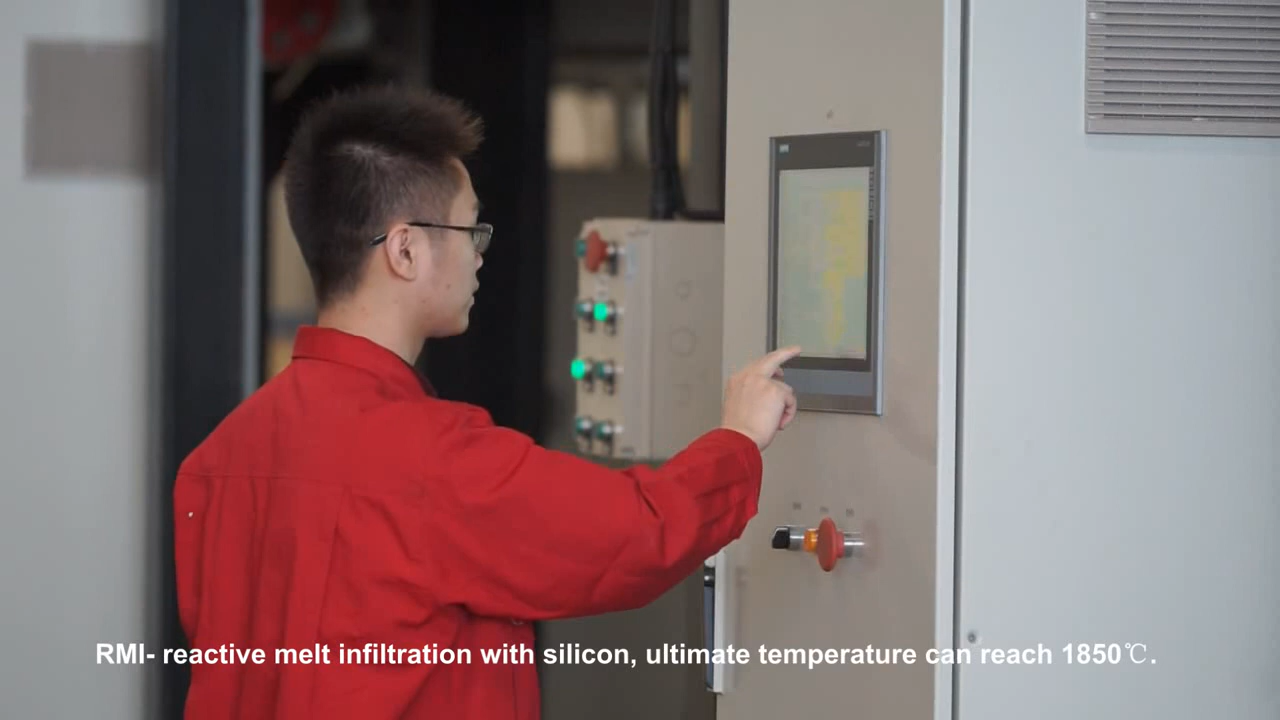 RMI- reactive melt infiltration with silicon, ultimate temperature can reach 1850℃.